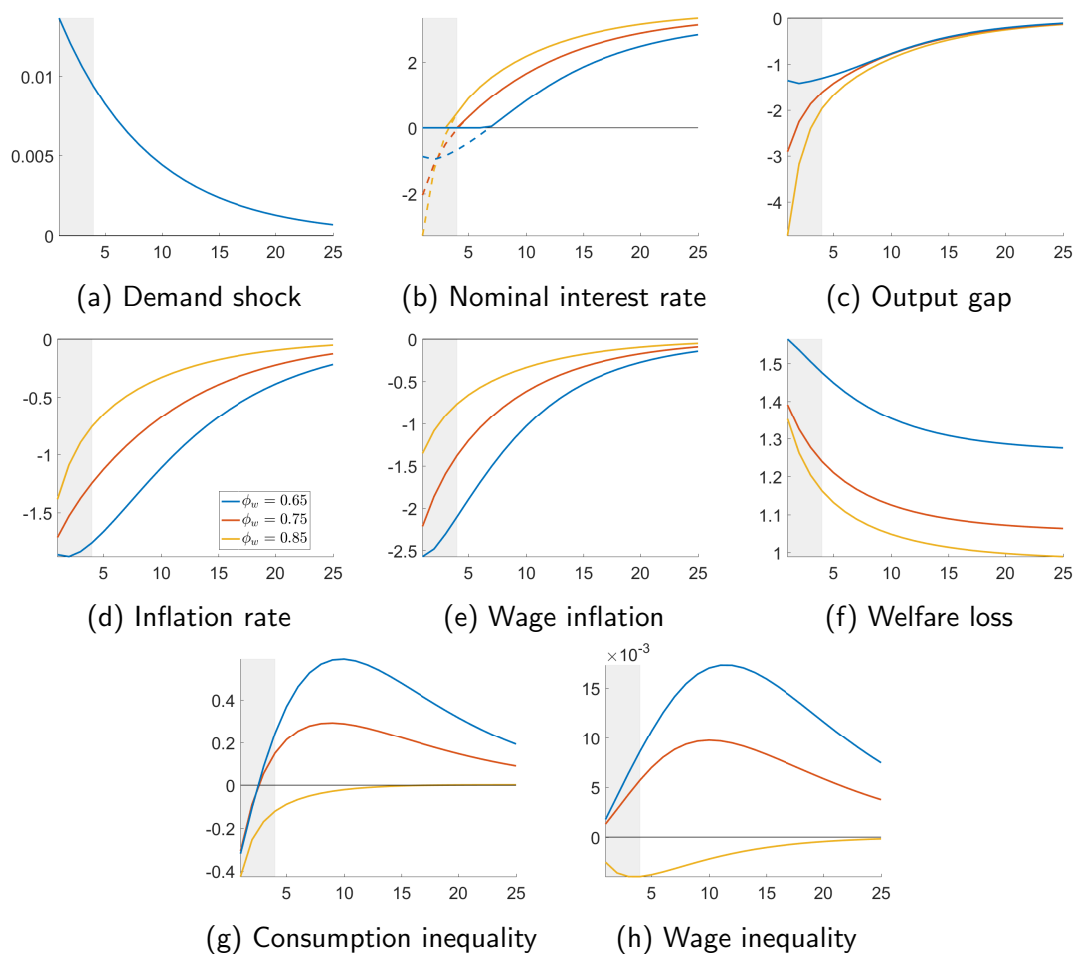 0.01
0.005
0
5 10 15 20 25
(a) Demand shock
2
0
-2
5 10 15 20 25
(b) Nominal interest rate
0
-1
-2
-3
-4
5 10 15 20 25
(c) Output gap
0
-0.5
-1
-1.5
5 10 15 20 25
ϕ_w = 0.65
ϕ_w = 0.75
ϕ_w = 0.85
(d) Inflation rate
0
-0.5
-1
-1.5
-2
-2.5
5 10 15 20 25
(e) Wage inflation
1.5
1.4
1.3
1.2
1.1
1
5 10 15 20 25
(f) Welfare loss
0.4
0.2
0
-0.2
-0.4
5 10 15 20 25
(g) Consumption inequality
×10⁻³
15
10
5
0
5 10 15 20 25
(h) Wage inequality